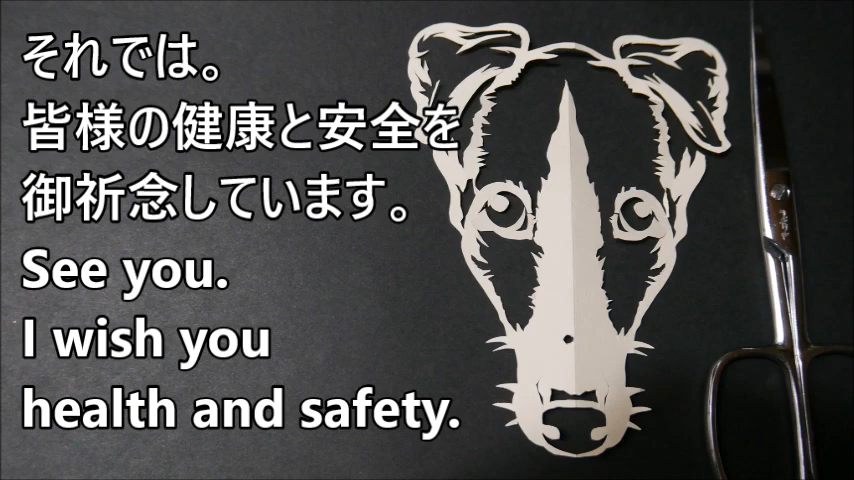 それでは。
皆様の健康と安全を
御祈念しています。
See you.
I wish you
health and safety.